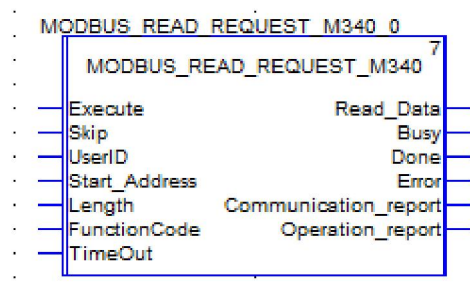 MODBUS_READ_REQUEST_M340_0
7
MODBUS_READ_REQUEST_M340
Execute Read_Data
Skip Busy
UserID Done
Start_Address Error
Length Communication_report
FunctionCode Operation_report
TimeOut